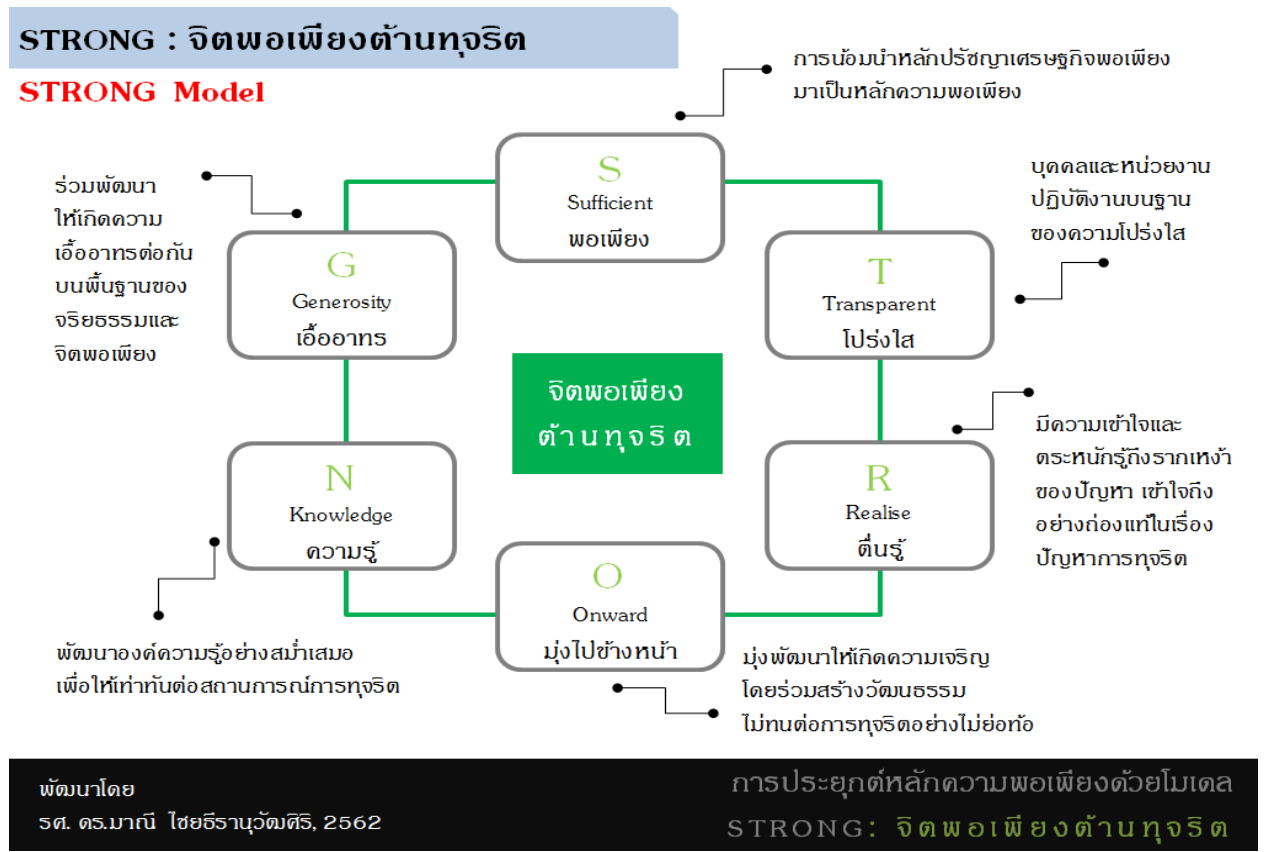 STRONG : จิตพอเพียงต้านทุจริต
STRONG Model
การน้อมนำหลักปรัชญาเศรษฐกิจพอเพียง
มาเป็นหลักความพอเพียง
S
Sufficient
พอเพียง
บุคคลและหน่วยงาน
ปฏิบัติงานบนฐาน
ของความโปร่งใส
T
Transparent
โปร่งใส
มีความเข้าใจและ
ตระหนักรู้ถึงรากเหง้า
ของปัญหา เข้าใจถึง
อย่างถ่องแท้ในเรื่อง
ปัญหาการทุจริต
R
Realise
ตื่นรู้
O
Onward
มุ่งไปข้างหน้า
มุ่งพัฒนาให้เกิดความเจริญ
โดยร่วมสร้างวัฒนธรรม
ไม่ทนต่อการทุจริตอย่างไม่ย่อท้อ
N
Knowledge
ความรู้
พัฒนาองค์ความรู้อย่างสม่ำเสมอ
เพื่อให้เท่าทันต่อสถานการณ์การทุจริต
G
Generosity
เอื้ออาทร
ร่วมพัฒนา
ให้เกิดความ
เอื้ออาทรต่อกัน
บนพื้นฐานของ
จริยธรรมและ
จิตพอเพียง
จิตพอเพียง
ต้านทุจริต
พัฒนาโดย
รศ. ดร.มาณี ไชยธีรานุวัฒศิริ, 2562
การประยุกต์หลักความพอเพียงด้วยโมเดล
STRONG: จิตพอเพียงต้านทุจริต